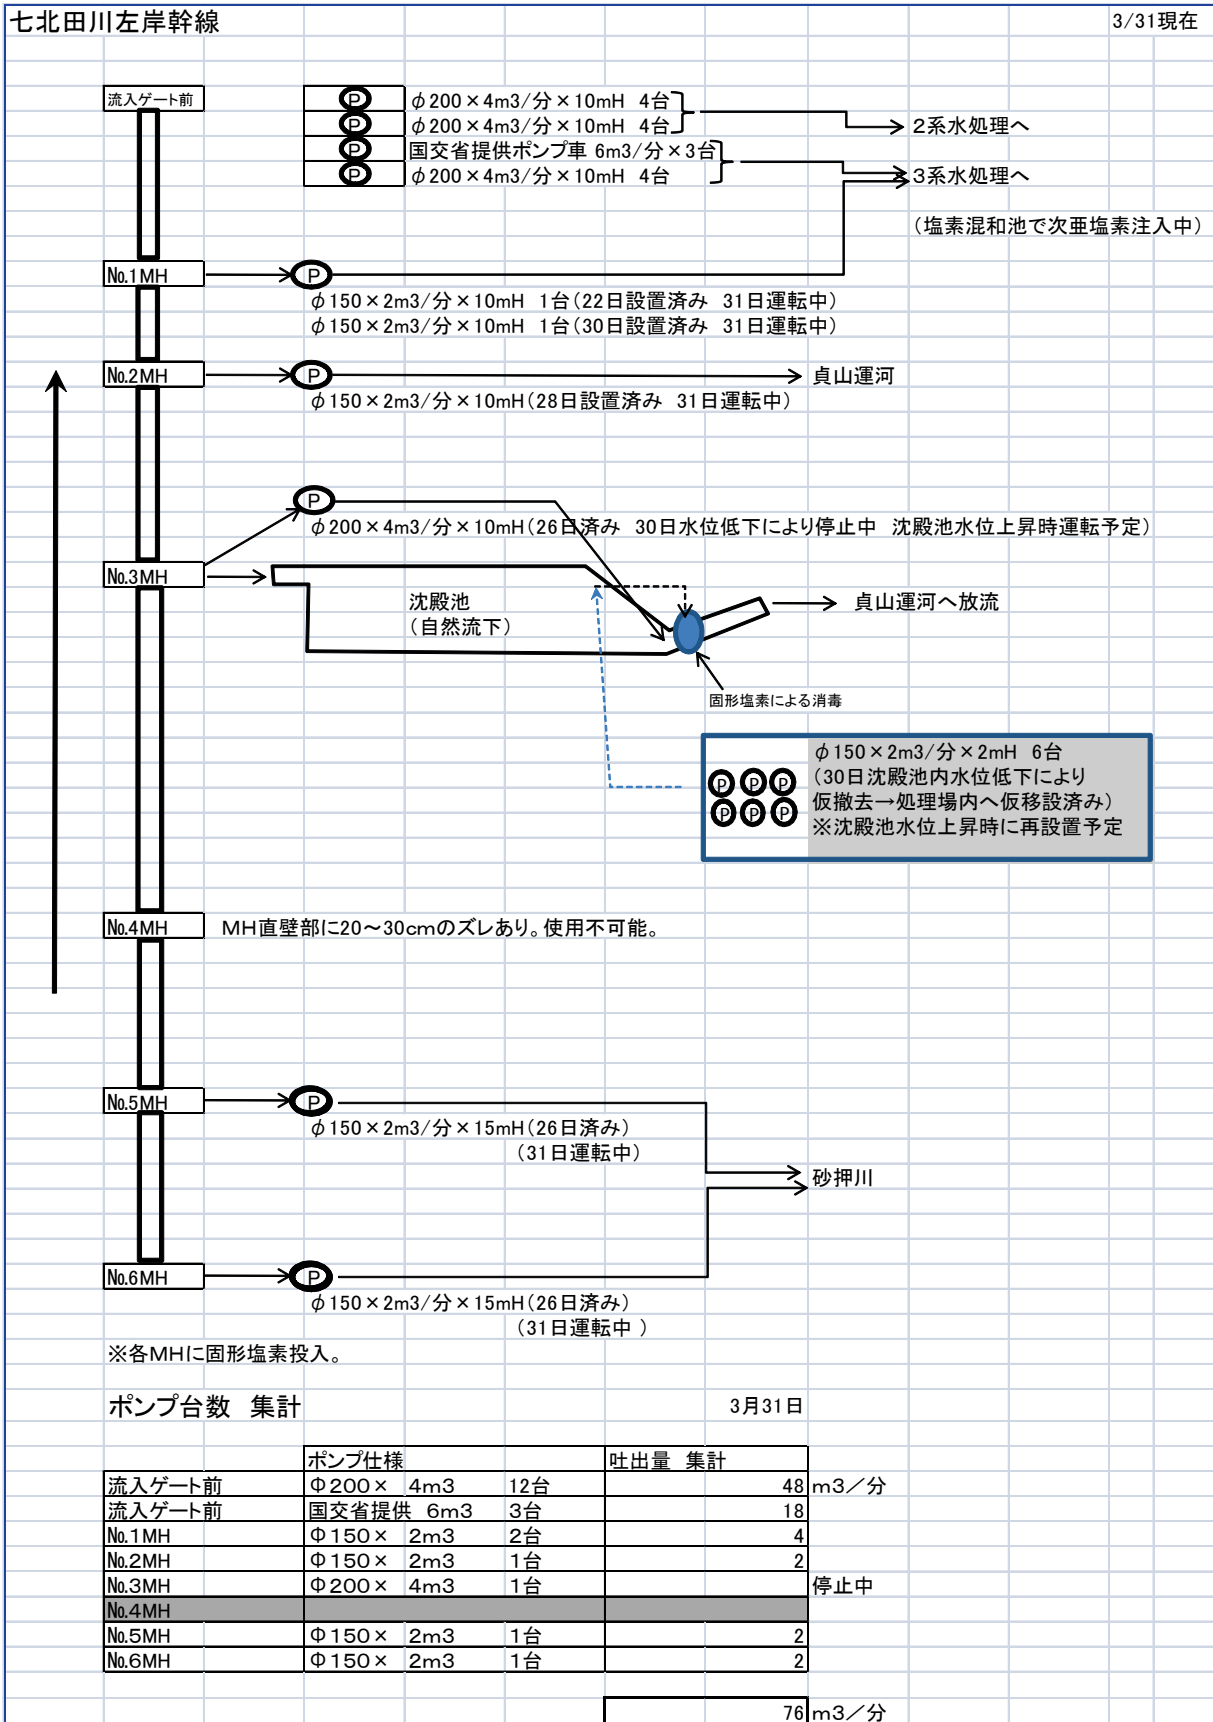 七北田川左岸幹線
3/31現在
流入ゲート前
P
φ200×4m3/分×10mH 4台
P
φ200×4m3/分×10mH 4台
2系水処理へ
P
国交省提供ポンプ車 6m3/分×3台
P
φ200×4m3/分×10mH 4台
3系水処理へ
(塩素混和池で次亜塩素注入中)
No.1MH
P
φ150×2m3/分×10mH 1台(22日設置済み 31日運転中)
φ150×2m3/分×10mH 1台(30日設置済み 31日運転中)
No.2MH
P
貞山運河
φ150×2m3/分×10mH(28日設置済み 31日運転中)
P
φ200×4m3/分×10mH(26日済み 30日水位低下により停止中 沈殿池水位上昇時運転予定)
No.3MH
沈殿池
(自然流下)
貞山運河へ放流
固形塩素による消毒
φ150×2m3/分×2mH 6台
(30日沈殿池内水位低下により
仮撤去→処理場内へ仮移設済み)
※沈殿池水位上昇時に再設置予定
P P P
P P P
No.4MH
MH直壁部に20～30cmのズレあり。使用不可能。
No.5MH
P
φ150×2m3/分×15mH(26日済み)
(31日運転中)
砂押川
No.6MH
P
φ150×2m3/分×15mH(26日済み)
(31日運転中 )
※各MHに固形塩素投入。
ポンプ台数 集計
3月31日
ポンプ仕様 吐出量 集計
流入ゲート前 Φ200× 4m3 12台 48 m3／分
流入ゲート前 国交省提供 6m3 3台 18
No.1MH Φ150× 2m3 2台 4
No.2MH Φ150× 2m3 1台 2
No.3MH Φ200× 4m3 1台 停止中
No.4MH
No.5MH Φ150× 2m3 1台 2
No.6MH Φ150× 2m3 1台 2
76 m3／分